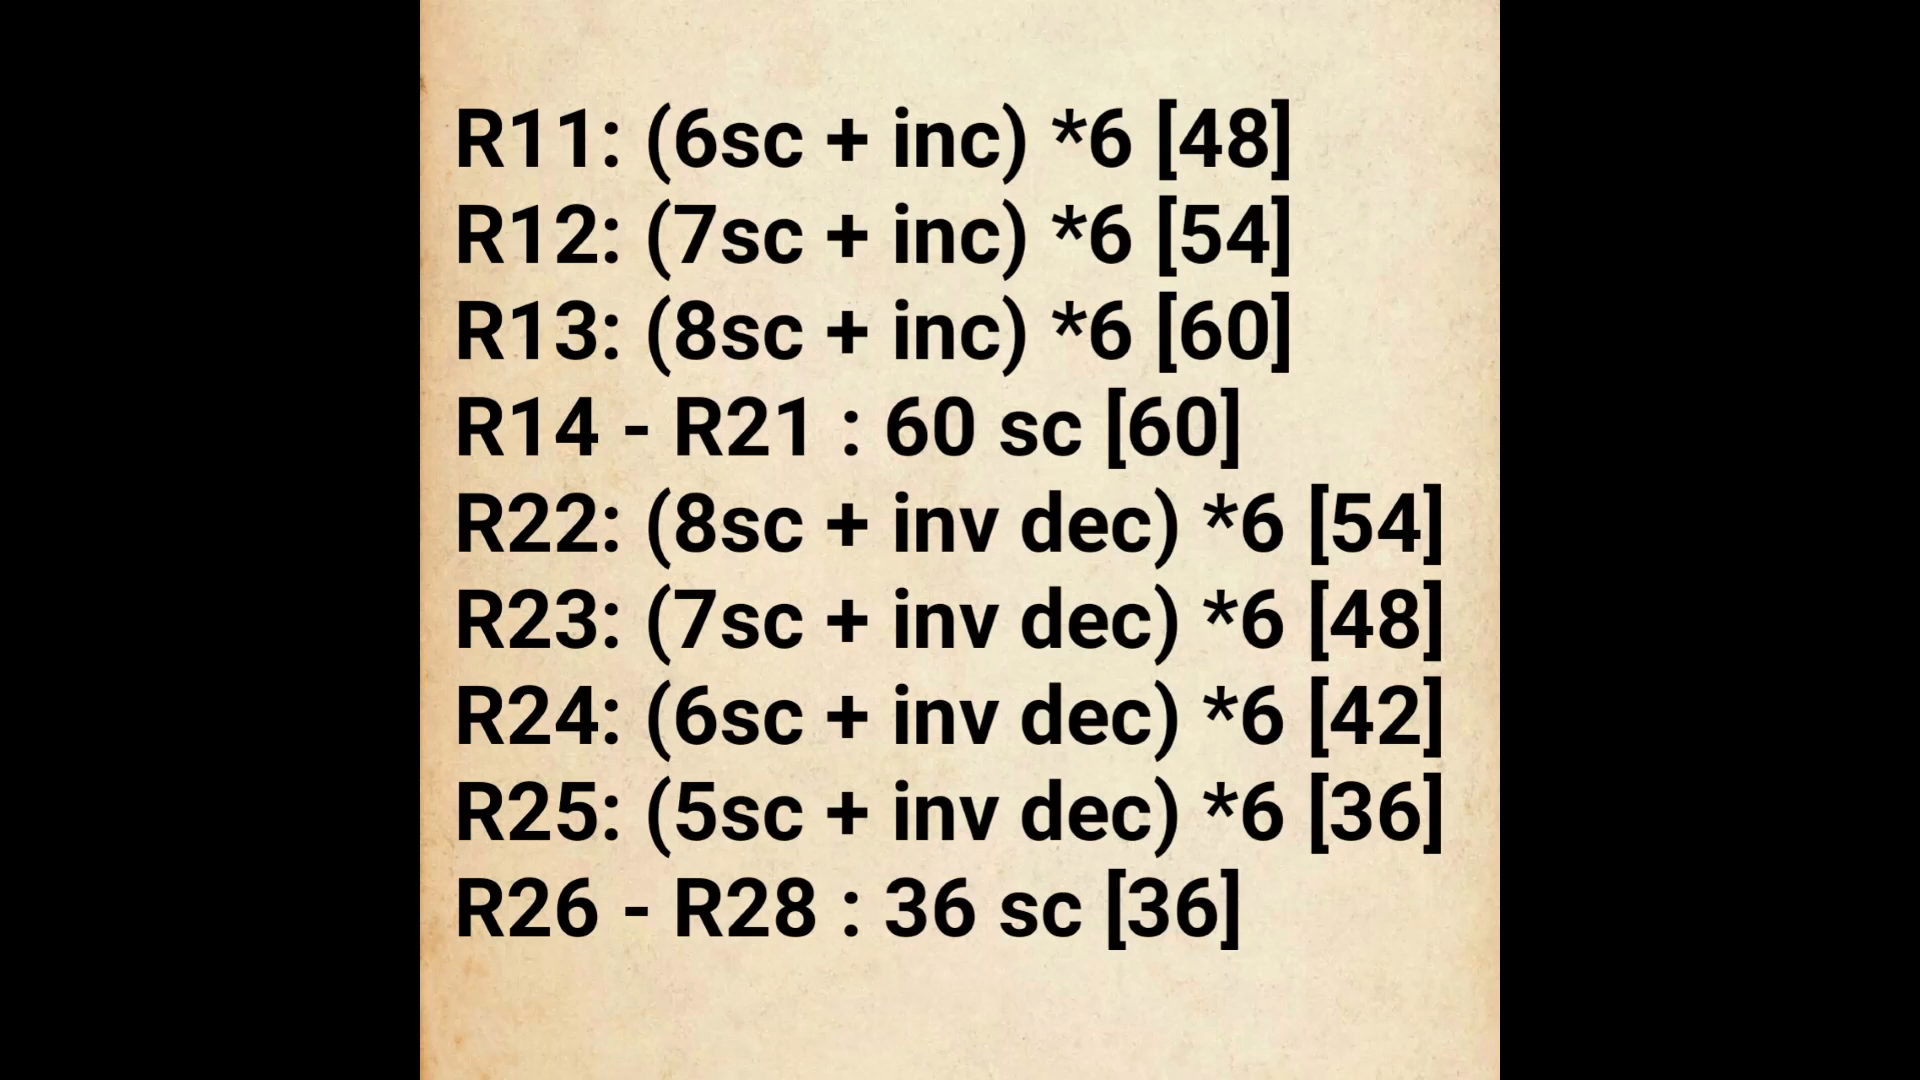 R11: (6sc + inc) *6 [48]
R12: (7sc + inc) *6 [54]
R13: (8sc + inc) *6 [60]
R14 - R21 : 60 sc [60]
R22: (8sc + inv dec) *6 [54]
R23: (7sc + inv dec) *6 [48]
R24: (6sc + inv dec) *6 [42]
R25: (5sc + inv dec) *6 [36]
R26 - R28 : 36 sc [36]